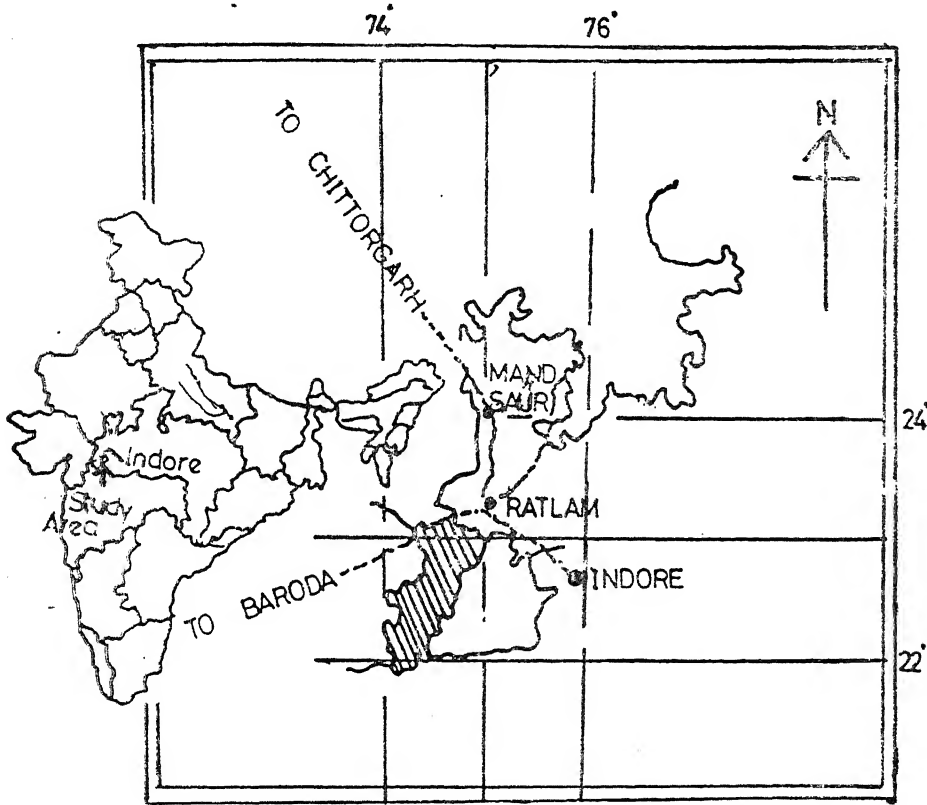 74°
76°
N
TO CHITTORGARH
MAND
SAUR
24°
Indore
Study
Area
RATLAM
TO BARODA
INDORE
22°